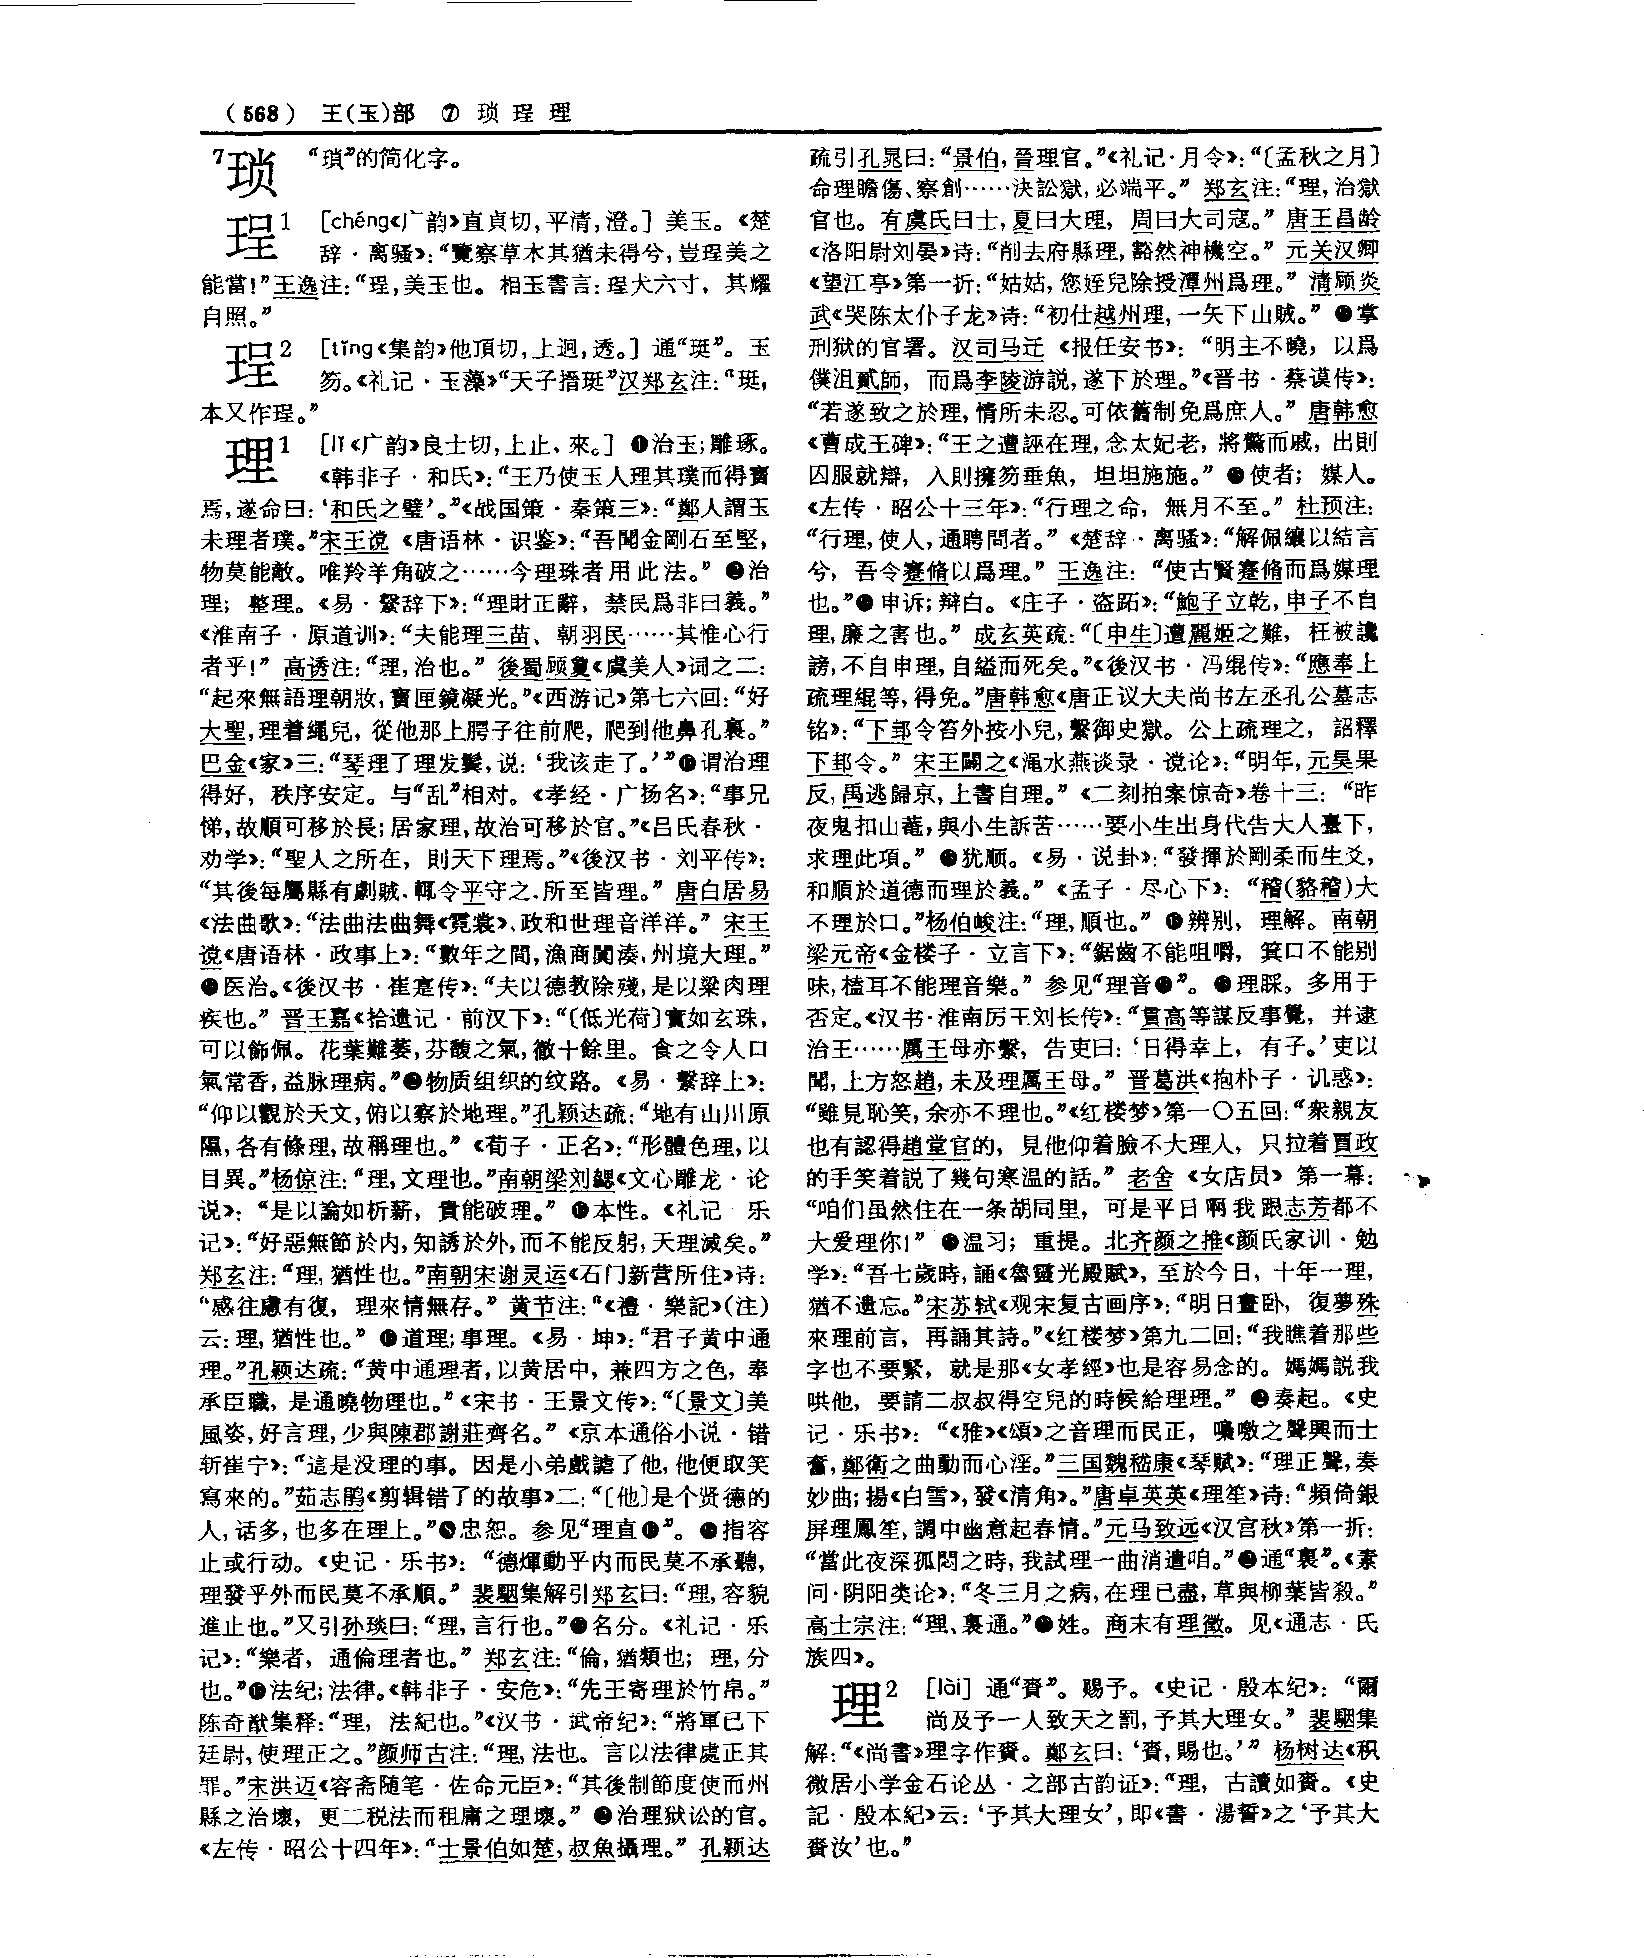 (568) 王(玉)部 ⑦ 琐 珵 理
7琐 “瑣”的简化字。
珵1 [chéng《广韵》直貞切,平清,澄。] 美玉。《楚
辞·离骚》:“覽察草木其猶未得兮,豈珵美之
能當!”王逸注:“珵,美玉也。相玉書言:珵大六寸,其耀
自照。”
珵2 [tǐng《集韵》他頂切,上迥,透。] 通“珽”。玉
笏。《礼记·玉藻》“天子搢珽”汉郑玄注:“珽,
本又作珵。”
理1 [lǐ《广韵》良士切,上止,來。] ❶治玉;雕琢。
《韩非子·和氏》:“王乃使玉人理其璞而得寶
焉,遂命曰:‘和氏之璧’。”《战国策·秦策三》:“鄭人謂玉
未理者璞。”宋王谠《唐语林·识鉴》:“吾聞金剛石至堅,
物莫能敵。唯羚羊角破之……今理珠者用此法。” ❷治
理;整理。《易·繫辞下》:“理財正辭,禁民爲非曰義。”
《淮南子·原道训》:“夫能理三苗、朝羽民……其惟心行
者乎!” 高诱注:“理,治也。” 後蜀顾敻《虞美人》词之二:
“起來無語理朝妝,寶匣鏡凝光。”《西游记》第七六回:“好
大聖,理着繩兒,從他那上腭子往前爬,爬到他鼻孔裏。”
巴金《家》三:“琴理了理发鬓,说:‘我该走了。’”❸谓治理
得好,秩序安定。与“乱”相对。《孝经·广扬名》:“事兄
悌,故順可移於長;居家理,故治可移於官。”《吕氏春秋·
劝学》:“聖人之所在,則天下理焉。”《後汉书·刘平传》:
“其後每屬縣有劇賊,輒令平守之,所至皆理。” 唐白居易
《法曲歌》:“法曲法曲舞《霓裳》,政和世理音洋洋。” 宋王
谠《唐语林·政事上》:“數年之間,漁商闐湊,州境大理。”
❹医治。《後汉书·崔寔传》:“夫以德教除殘,是以粱肉理
疾也。” 晋王嘉《拾遗记·前汉下》:“〔低光荷〕實如玄珠,
可以飾佩。花葉難萎,芬馥之氣,徹十餘里。食之令人口
氣常香,益脉理病。”❺物质组织的纹路。《易·繫辞上》:
“仰以觀於天文,俯以察於地理。”孔颖达疏:“地有山川原
隰,各有條理,故稱理也。” 《荀子·正名》:“形體色理,以
目異。”杨倞注:“理,文理也。”南朝梁刘勰《文心雕龙·论
说》:“是以論如析薪,貴能破理。” ❻本性。《礼记·乐
记》:“好惡無節於内,知誘於外,而不能反躬,天理滅矣。”
郑玄注:“理,猶性也。”南朝宋谢灵运《石门新营所住》诗:
“感往慮有復,理來情無存。” 黄节注:“《禮·樂記》(注)
云:理,猶性也。” ❼道理;事理。《易·坤》:“君子黄中通
理。”孔颖达疏:“黄中通理者,以黄居中,兼四方之色,奉
承臣職,是通曉物理也。” 《宋书·王景文传》:“〔景文〕美
風姿,好言理,少與陳郡謝莊齊名。” 《京本通俗小说·错
斩崔宁》:“這是没理的事。因是小弟戲謔了他,他便取笑
寫來的。”茹志鹃《剪辑错了的故事》二:“〔他〕是个贤德的
人,话多,也多在理上。”❽忠恕。参见“理直❶”。 ❾指容
止或行动。《史记·乐书》:“德煇動乎内而民莫不承聽,
理發乎外而民莫不承順。” 裴駰集解引郑玄曰:“理,容貌
進止也。”又引孙琰曰:“理,言行也。”❿名分。《礼记·乐
记》:“樂者,通倫理者也。” 郑玄注:“倫,猶類也;理,分
也。”⓫法纪;法律。《韩非子·安危》:“先王寄理於竹帛。”
陈奇猷集释:“理,法紀也。”《汉书·武帝纪》:“將軍已下
廷尉,使理正之。”颜师古注:“理,法也。言以法律處正其
罪。”宋洪迈《容斋随笔·佐命元臣》:“其後制節度使而州
縣之治壞,更二税法而租庸之理壞。” ⓬治理狱讼的官。
《左传·昭公十四年》:“士景伯如楚,叔魚攝理。” 孔颖达
疏引孔晁曰:“景伯,晉理官。”《礼记·月令》:“〔孟秋之月〕
命理瞻傷、察創……決訟獄,必端平。” 郑玄注:“理,治獄
官也。有虞氏曰士,夏曰大理,周曰大司寇。” 唐王昌龄
《洛阳尉刘晏》诗:“削去府縣理,豁然神機空。” 元关汉卿
《望江亭》第一折:“姑姑,您姪兒除授潭州爲理。” 清顾炎
武《哭陈太仆子龙》诗:“初仕越州理,一矢下山賊。” ⓭掌
刑狱的官署。汉司马迁《报任安书》:“明主不曉,以爲
僕沮貳師,而爲李陵游説,遂下於理。”《晋书·蔡谟传》:
“若遂致之於理,情所未忍。可依舊制免爲庶人。” 唐韩愈
《曹成王碑》:“王之遭誣在理,念太妃老,將驚而戚,出則
囚服就辯,入則擁笏垂魚,坦坦施施。” ⓮使者;媒人。
《左传·昭公十三年》:“行理之命,無月不至。” 杜预注:
“行理,使人,通聘問者。” 《楚辞·离骚》:“解佩纕以結言
兮,吾令蹇脩以爲理。” 王逸注:“使古賢蹇脩而爲媒理
也。”⓯申诉;辩白。《庄子·盗跖》:“鮑子立乾,申子不自
理,廉之害也。” 成玄英疏:“〔申生〕遭麗姬之難,枉被讒
謗,不自申理,自縊而死矣。”《後汉书·冯绲传》:“應奉上
疏理緄等,得免。”唐韩愈《唐正议大夫尚书左丞孔公墓志
铭》:“下邽令笞外按小兒,繫御史獄。公上疏理之,詔釋
下邽令。” 宋王闢之《渑水燕谈录·谠论》:“明年,元昊果
反,禹逃歸京,上書自理。” 《二刻拍案惊奇》卷十三:“昨
夜鬼扣山菴,與小生訴苦……要小生出身代告大人臺下,
求理此項。” ⓰犹顺。《易·说卦》:“發揮於剛柔而生爻,
和順於道德而理於義。” 《孟子·尽心下》:“稽(貉稽)大
不理於口。”杨伯峻注:“理,順也。” ⓱辨别,理解。南朝
梁元帝《金楼子·立言下》:“鋸齒不能咀嚼,箕口不能别
味,榼耳不能理音樂。” 参见“理音❶”。 ⓲理睬,多用于
否定。《汉书·淮南厉王刘长传》:“貫高等謀反事覺,并逮
治王……厲王母亦繫,告吏曰:‘日得幸上,有子。’吏以
聞,上方怒趙,未及理厲王母。” 晋葛洪《抱朴子·讥惑》:
“雖見恥笑,余亦不理也。”《红楼梦》第一〇五回:“衆親友
也有認得趙堂官的,見他仰着臉不大理人,只拉着賈政
的手笑着説了幾句寒温的話。” 老舍《女店员》第一幕:
“咱们虽然住在一条胡同里,可是平日啊我跟志芳都不
大爱理你!” ⓳温习;重提。北齐颜之推《颜氏家训·勉
学》:“吾七歲時,誦《魯靈光殿賦》,至於今日,十年一理,
猶不遺忘。”宋苏轼《观宋复古画序》:“明日晝卧,復夢殊
來理前言,再誦其詩。”《红楼梦》第九二回:“我瞧着那些
字也不要緊,就是那《女孝經》也是容易念的。媽媽説我
哄他,要請二叔叔得空兒的時候給理理。” ⓴奏起。《史
记·乐书》:“《雅》《頌》之音理而民正,嘄噭之聲興而士
奮,鄭衛之曲動而心淫。”三国魏嵇康《琴赋》:“理正聲,奏
妙曲;揚《白雪》,發《清角》。”唐卓英英《理笙》诗:“頻倚銀
屏理鳳笙,調中幽意起春情。”元马致远《汉宫秋》第一折:
“當此夜深孤悶之時,我試理一曲消遣咱。”㉑通“裏”。《素
问·阴阳类论》:“冬三月之病,在理已盡,草與柳葉皆殺。”
高士宗注:“理、裏通。”㉒姓。商末有理徵。见《通志·氏
族四》。
理2 [lài] 通“賚”。赐予。《史记·殷本纪》:“爾
尚及予一人致天之罰,予其大理女。” 裴駰集
解:“《尚書》理字作賚。鄭玄曰:‘賚,賜也。’” 杨树达《积
微居小学金石论丛·之部古韵证》:“理,古讀如賚。《史
記·殷本紀》云:‘予其大理女’,即《書·湯誓》之‘予其大
賚汝’也。”